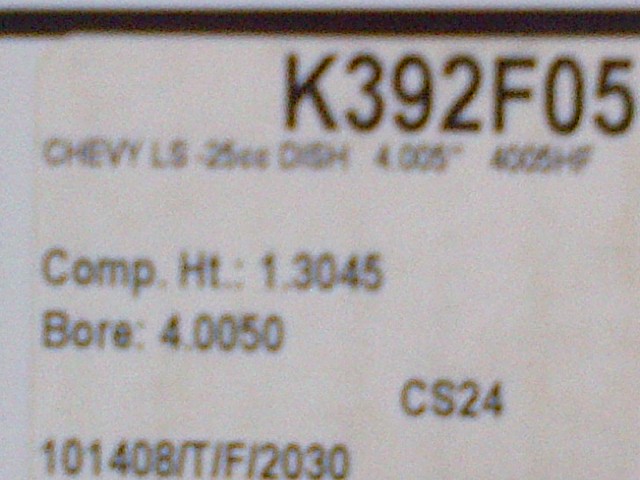 K392F05
CHEVY LS -25cc DISH 4.005" 4005HF
Comp. Ht.: 1.3045
Bore: 4.0050
CS24
101408/T/F/2030